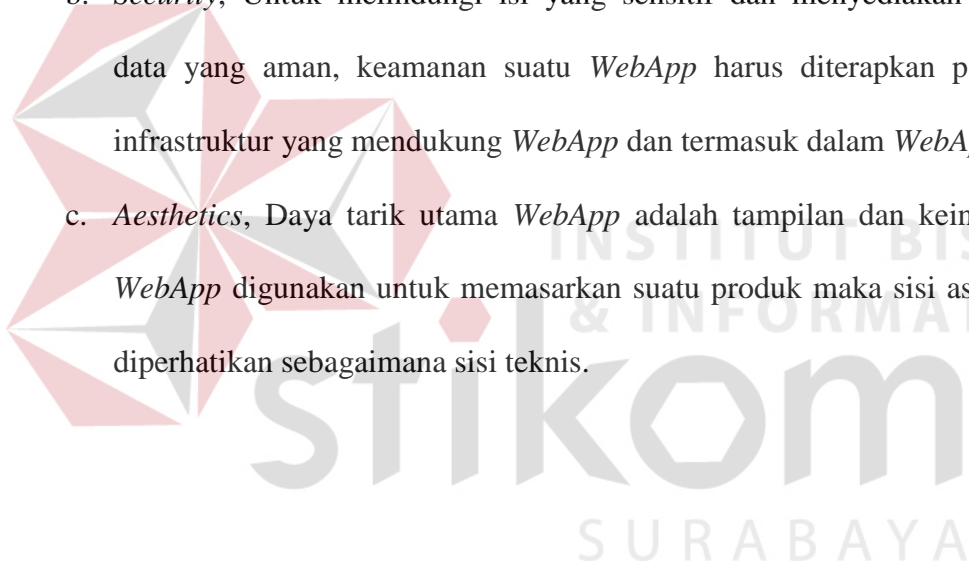 b. Security, Untuk melindungi isi yang sensitif dan menyediakan
data yang aman, keamanan suatu WebApp harus diterapkan p
infrastruktur yang mendukung WebApp dan termasuk dalam WebAp
c. Aesthetics, Daya tarik utama WebApp adalah tampilan dan kein
WebApp digunakan untuk memasarkan suatu produk maka sisi as
diperhatikan sebagaimana sisi teknis.
INSTITUT BIS
& INFORMAT
stikom
SURABAYA